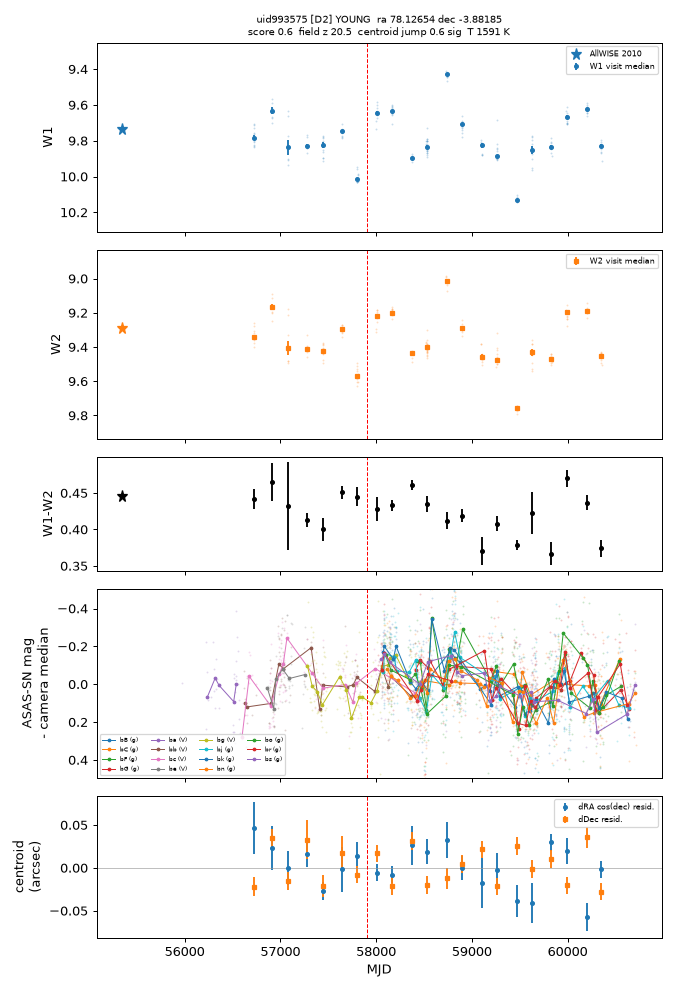 uid993575 [D2] YOUNG ra 78.12654 dec -3.88185
score 0.6 field z 20.5 centroid jump 0.6 sig T 1591 K
AllWISE 2010
W1 visit median
W1
9.4
9.6
9.8
10.0
10.2
W2 visit median
W2
9.0
9.2
9.4
9.6
9.8
W1-W2
0.45
0.40
0.35
ASAS-SN mag
- camera median
−0.4
−0.2
0.0
0.2
0.4
bB (g) ba (V) bg (V) bo (g)
bC (g) bb (V) bj (g) br (g)
bF (g) bc (V) bk (g) bs (g)
bG (g) be (V) bn (g)
dRA cos(dec) resid.
dDec resid.
centroid
(arcsec)
0.05
0.00
−0.05
56000 57000 58000 59000 60000
MJD